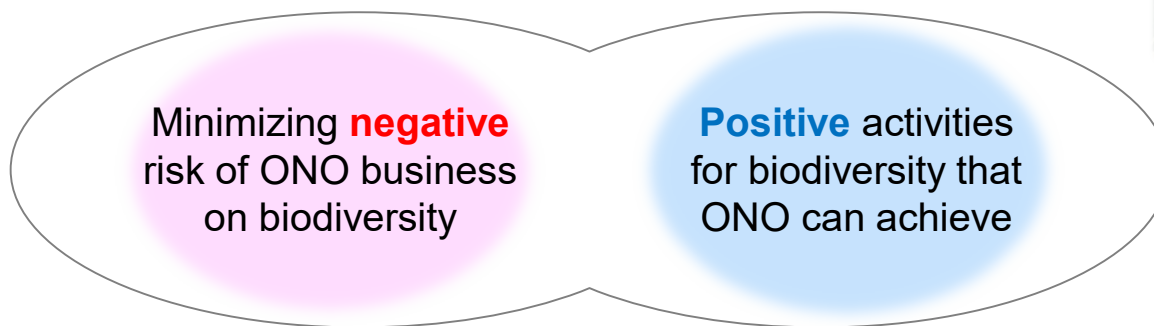 Minimizing negative
risk of ONO business
on biodiversity
Positive activities
for biodiversity that
ONO can achieve